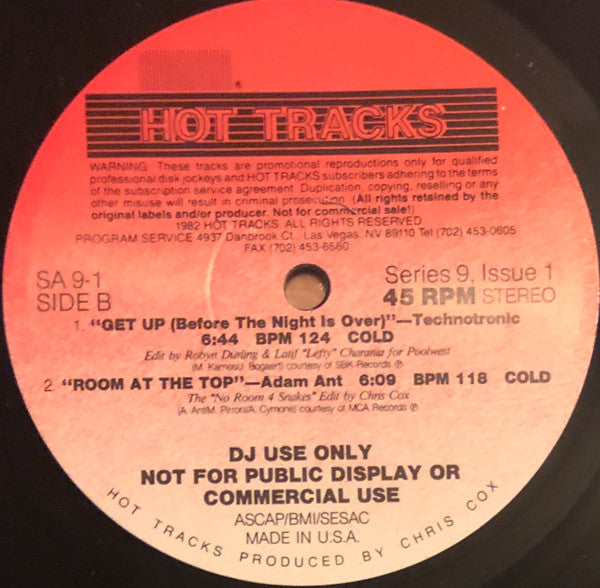 HOT TRACKS
WARNING: These tracks are promotional reproductions only for qualified
professional disk jockeys and HOT TRACKS subscribers adhering to the terms
of the subscription service agreement. Duplication, copying, reselling or any
other misuse will result in criminal prosecution. (All rights retained by the
original labels and/or producer. Not for commercial sale!)
1982 HOT TRACKS. ALL RIGHTS RESERVED
PROGRAM SERVICE 4937 Danbrook Ct., Las Vegas, NV 89110 Tel (702) 453-0605
FAX (702) 453-6580
SA 9-1
SIDE B
Series 9, Issue 1
45 RPM STEREO
1. "GET UP (Before The Night Is Over)"—Technotronic
6:44 BPM 124 COLD
Edit by Robyn Durling & Latif "Lefty" Charania for Poolwest
(M. Kamosi/J. Bogaert) courtesy of SBK Records ℗
2. "ROOM AT THE TOP"—Adam Ant 6:09 BPM 118 COLD
The "No Room 4 Snakes" Edit by Chris Cox
(A. Ant/M. Pirroni/A. Cymone) courtesy of MCA Records ℗
DJ USE ONLY
NOT FOR PUBLIC DISPLAY OR
COMMERCIAL USE
ASCAP/BMI/SESAC
MADE IN U.S.A.
HOT TRACKS PRODUCED BY CHRIS COX